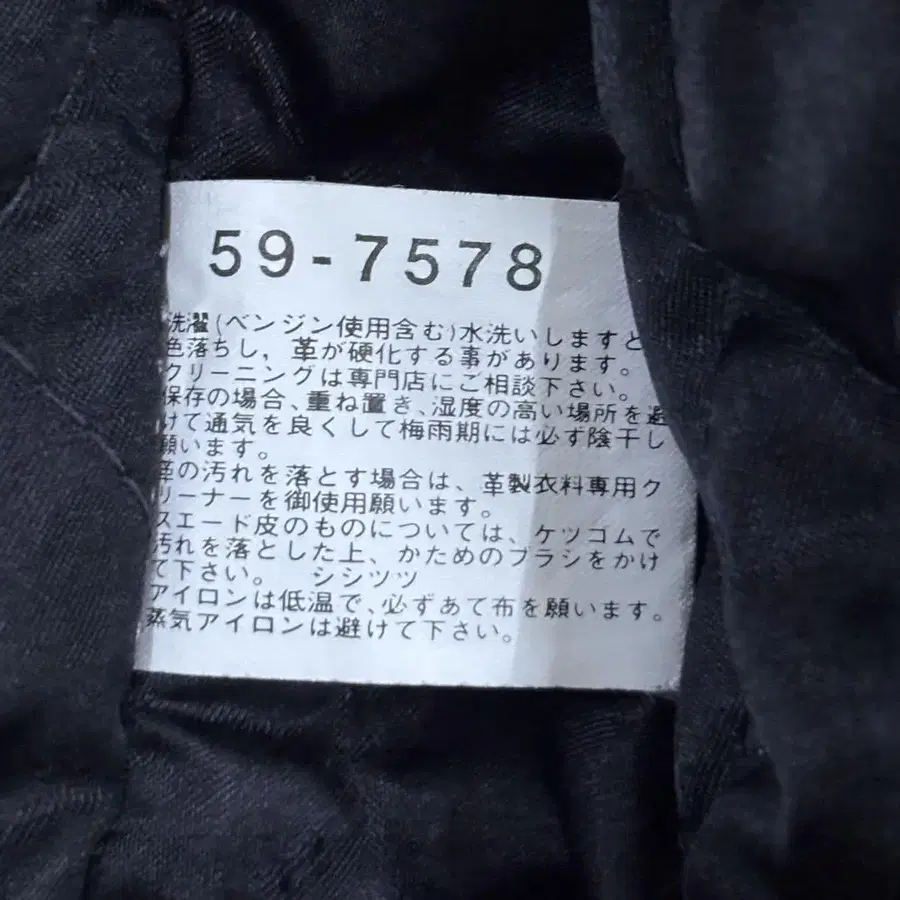 59-7578
洗濯(ベンジン使用含む)水洗いしますと
色落ちし、革が硬化する事があります。
クリーニングは専門店にご相談下さい。
保存の場合、重ね置き、湿度の高い場所を避
けて通気を良くして梅雨期には必ず陰干し
願います。
革の汚れを落とす場合は、革製衣料専用ク
リーナーを御使用願います。
スエード皮のものについては、ケツコムで
汚れを落とした上、かためのブラシをかけ
て下さい。 シシツツ
アイロンは低温で、必ずあて布を願います。
蒸気アイロンは避けて下さい。